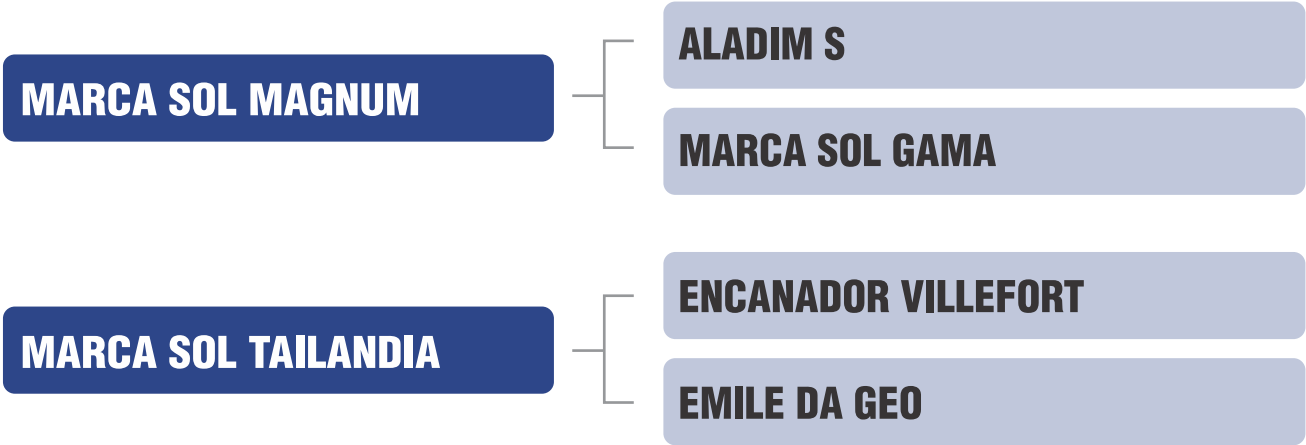 MARCA SOL MAGNUM
ALADIM S
MARCA SOL GAMA
MARCA SOL TAILANDIA
ENCANADOR VILLEFORT
EMILE DA GEO